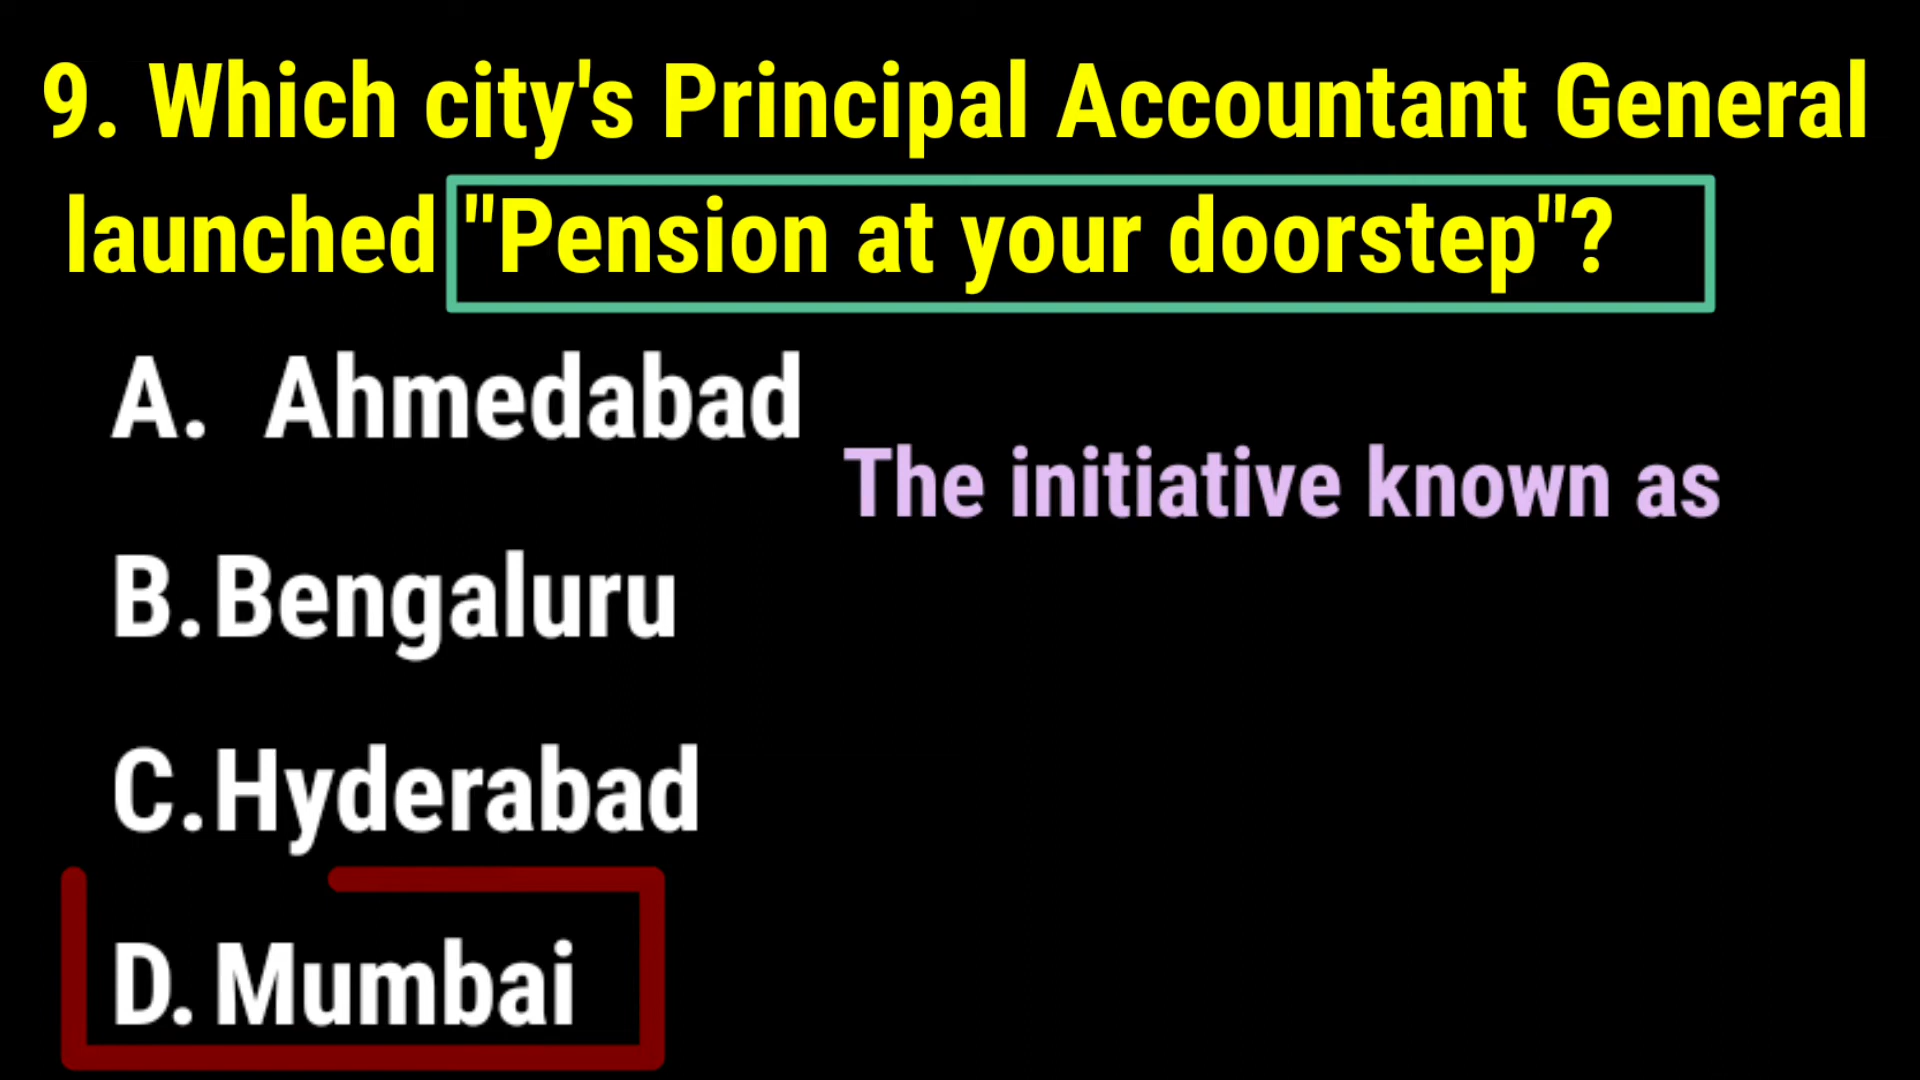 9. Which city's Principal Accountant General
launched "Pension at your doorstep"?
A. Ahmedabad
The initiative known as
B. Bengaluru
C. Hyderabad
D. Mumbai